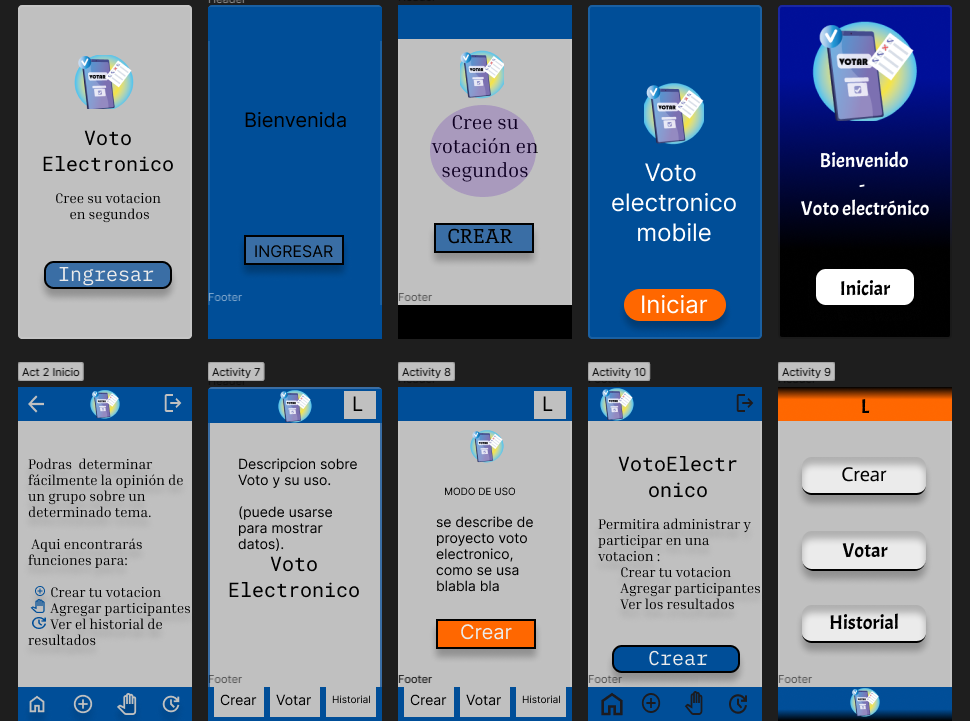 VOTAR
Voto
Electronico
Cree su votacion
en segundos
Ingresar
Header
Bienvenida
INGRESAR
Footer
VOTAR
Cree su
votación en
segundos
CREAR
Footer
VOTAR
Voto
electronico
mobile
Iniciar
VOTAR
Bienvenido
-
Voto electrónico
Iniciar
Act 2 Inicio
Podras determinar
fácilmente la opinión de
un grupo sobre un
determinado tema.
Aqui encontrarás
funciones para:
Crear tu votacion
Agregar participantes
Ver el historial de
resultados
Activity 7
L
Descripcion sobre
Voto y su uso.
(puede usarse
para mostrar
datos).
Voto
Electronico
Footer
Crear
Votar
Historial
Activity 8
L
MODO DE USO
se describe de
proyecto voto
electronico,
como se usa
blabla bla
Crear
Footer
Crear
Votar
Historial
Activity 10
VotoElectr
onico
Permitira administrar y
participar en una
votacion :
Crear tu votacion
Agregar participantes
Ver los resultados
Crear
Footer
Activity 9
L
Crear
Votar
Historial
Footer